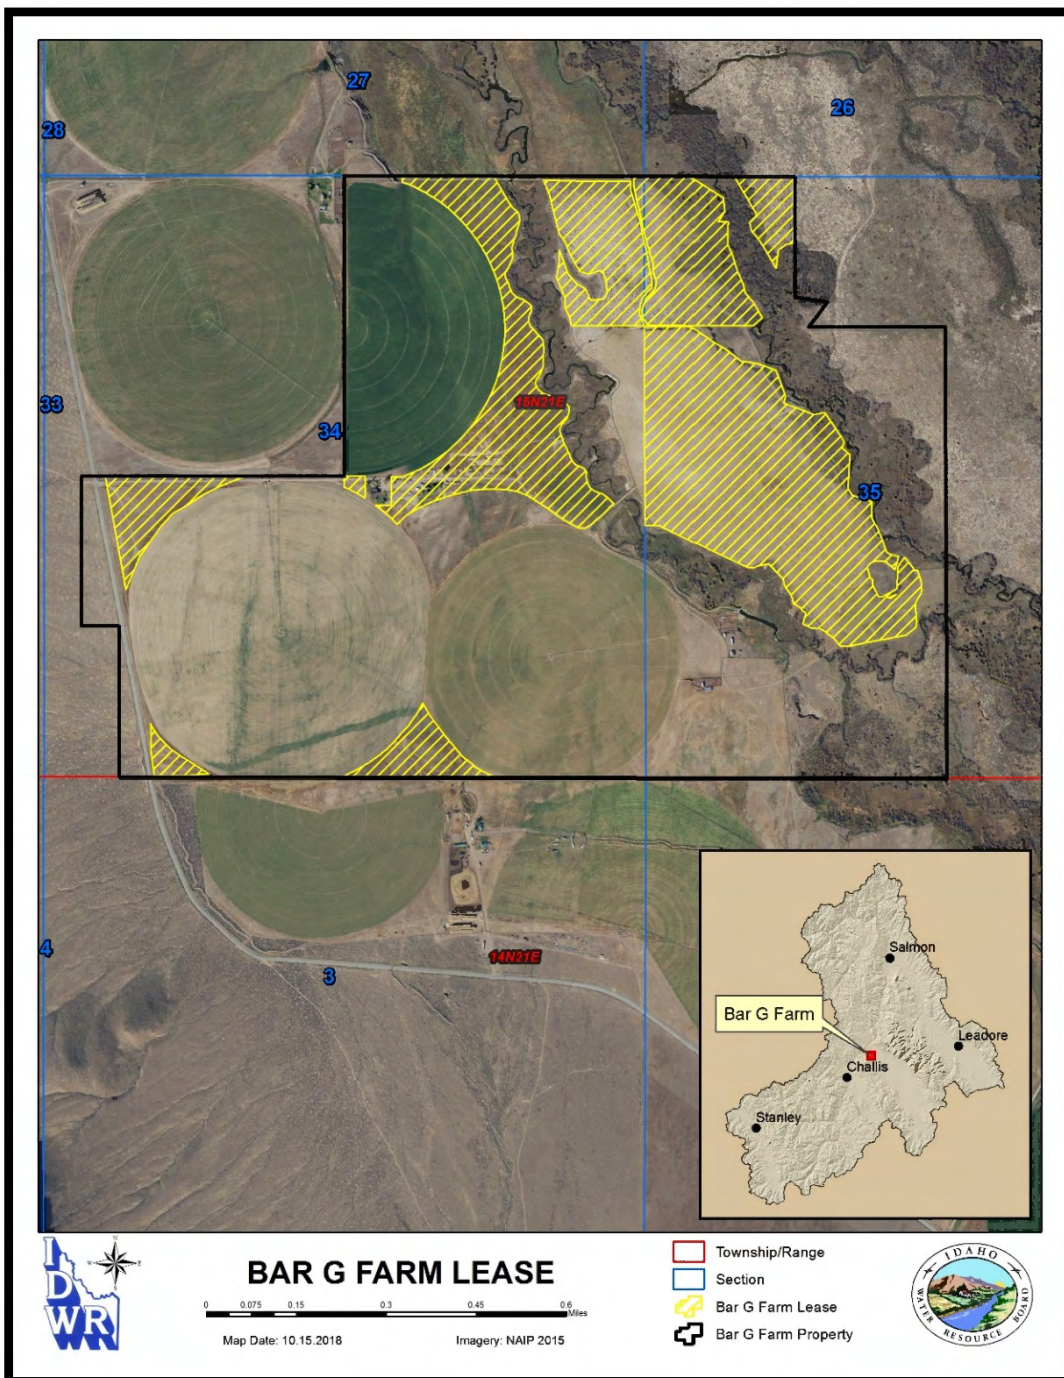 27
26
28
15N21E
33
34
35
4
3
14N21E
Salmon
Bar G Farm
Leadore
Challis
Stanley
IDWR
N
W
E
S
BAR G FARM LEASE
0 0.075 0.15 0.3 0.45 0.6
Miles
Map Date: 10.15.2018 Imagery: NAIP 2015
Township/Range
Section
Bar G Farm Lease
Bar G Farm Property
IDAHO
WATER RESOURCE BOARD